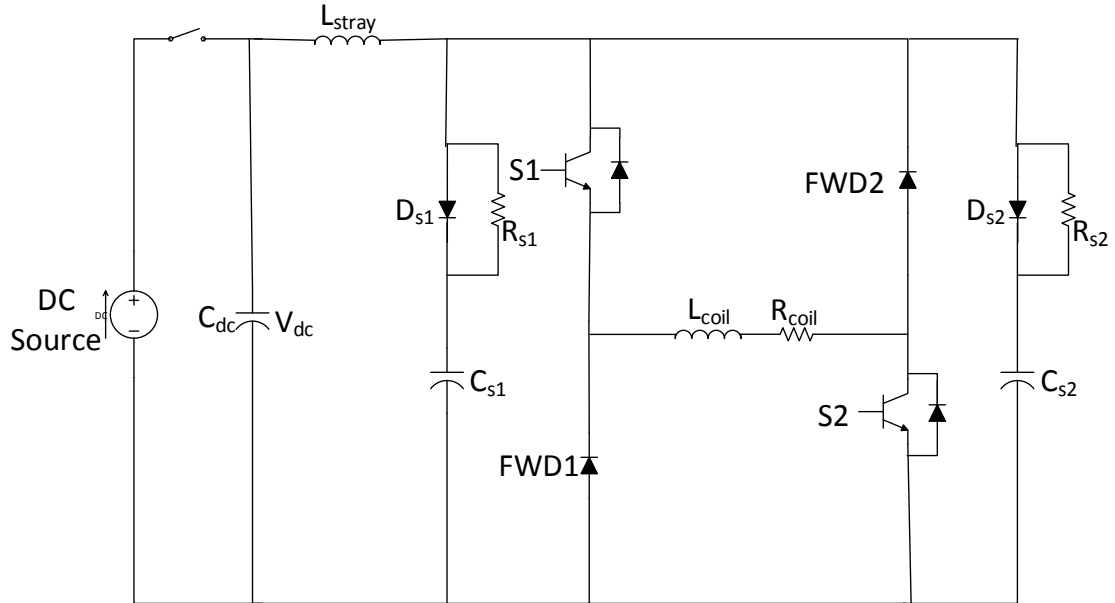 Lstray
S1
FWD2
Ds1
Rs1
Ds2
Rs2
DC
Source
DC
+
−
Cdc
Vdc
Lcoil
Rcoil
Cs1
Cs2
S2
FWD1